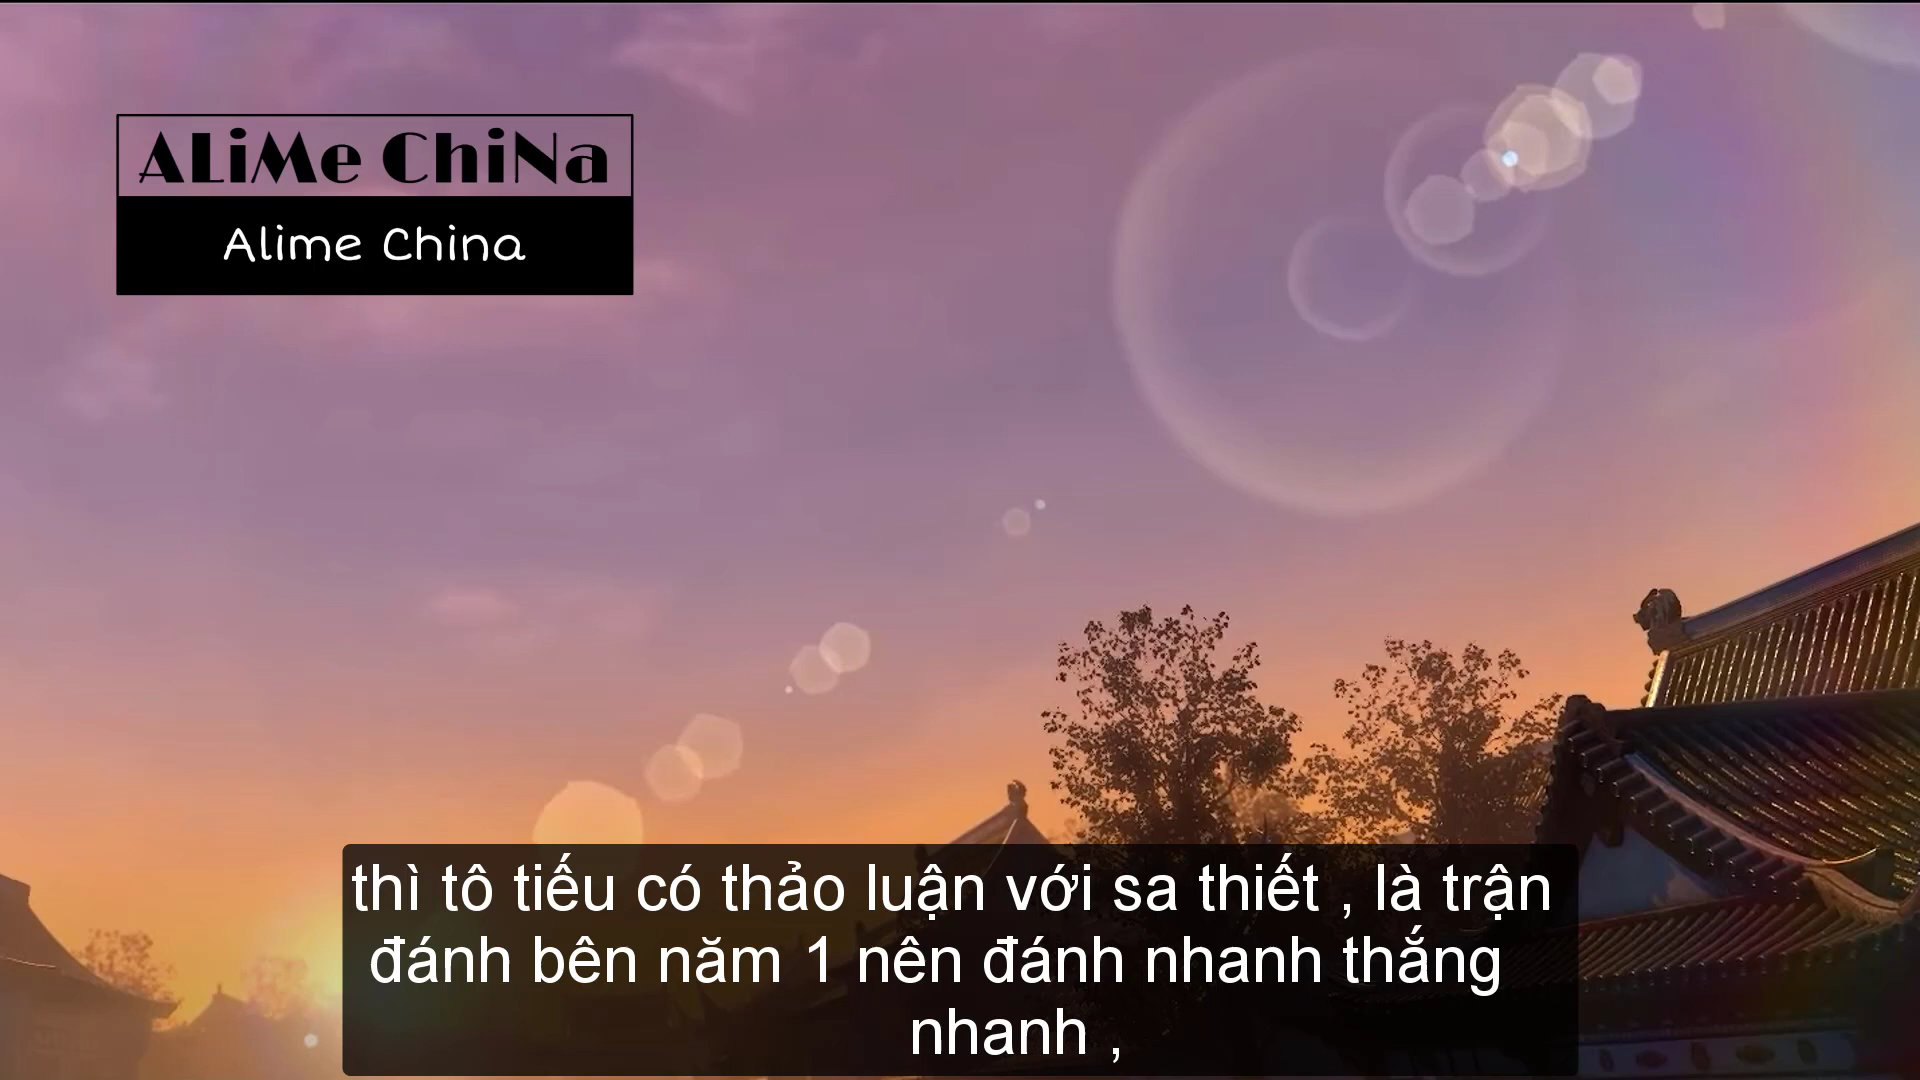 ALiMe ChiNa
Alime China
thì tô tiếu có thảo luận với sa thiết , là trận
đánh bên năm 1 nên đánh nhanh thắng
nhanh ,